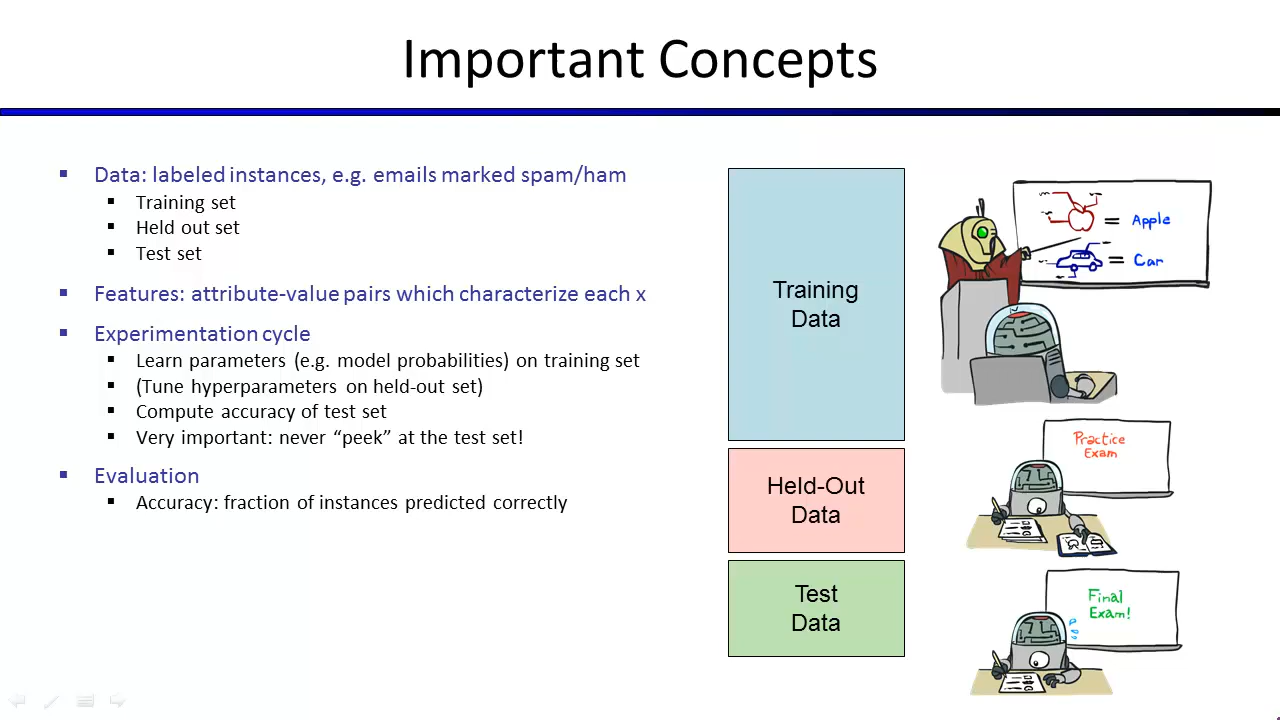 Important Concepts
Data: labeled instances, e.g. emails marked spam/ham
Training set
Held out set
Test set
Features: attribute-value pairs which characterize each x
Experimentation cycle
Learn parameters (e.g. model probabilities) on training set
(Tune hyperparameters on held-out set)
Compute accuracy of test set
Very important: never “peek” at the test set!
Evaluation
Accuracy: fraction of instances predicted correctly
Training
Data
Held-Out
Data
Test
Data
= Apple
= Car
Practice
Exam
Final
Exam!